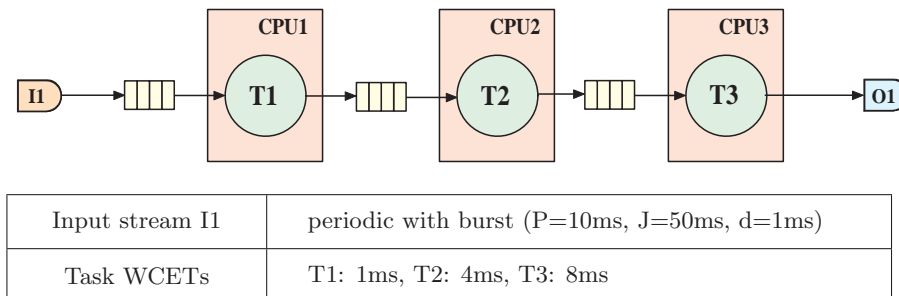 CPU1 CPU2 CPU3
I1 T1 T2 T3 O1
Input stream I1 periodic with burst (P=10ms, J=50ms, d=1ms)
Task WCETs T1: 1ms, T2: 4ms, T3: 8ms